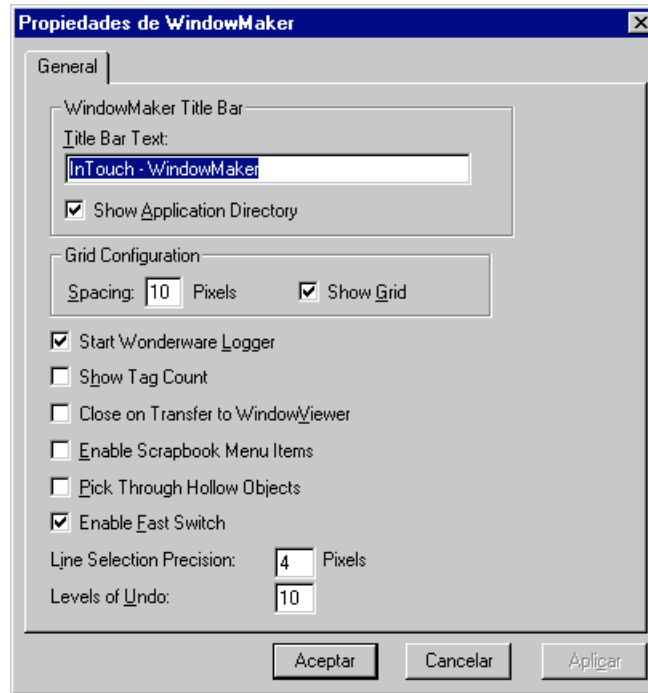 Propiedades de WindowMaker
General
WindowMaker Title Bar
Title Bar Text:
InTouch - WindowMaker
Show Application Directory
Grid Configuration
Spacing: 10 Pixels Show Grid
Start Wonderware Logger
Show Tag Count
Close on Transfer to WindowViewer
Enable Scrapbook Menu Items
Pick Through Hollow Objects
Enable Fast Switch
Line Selection Precision: 4 Pixels
Levels of Undo: 10
Aceptar Cancelar Aplicar